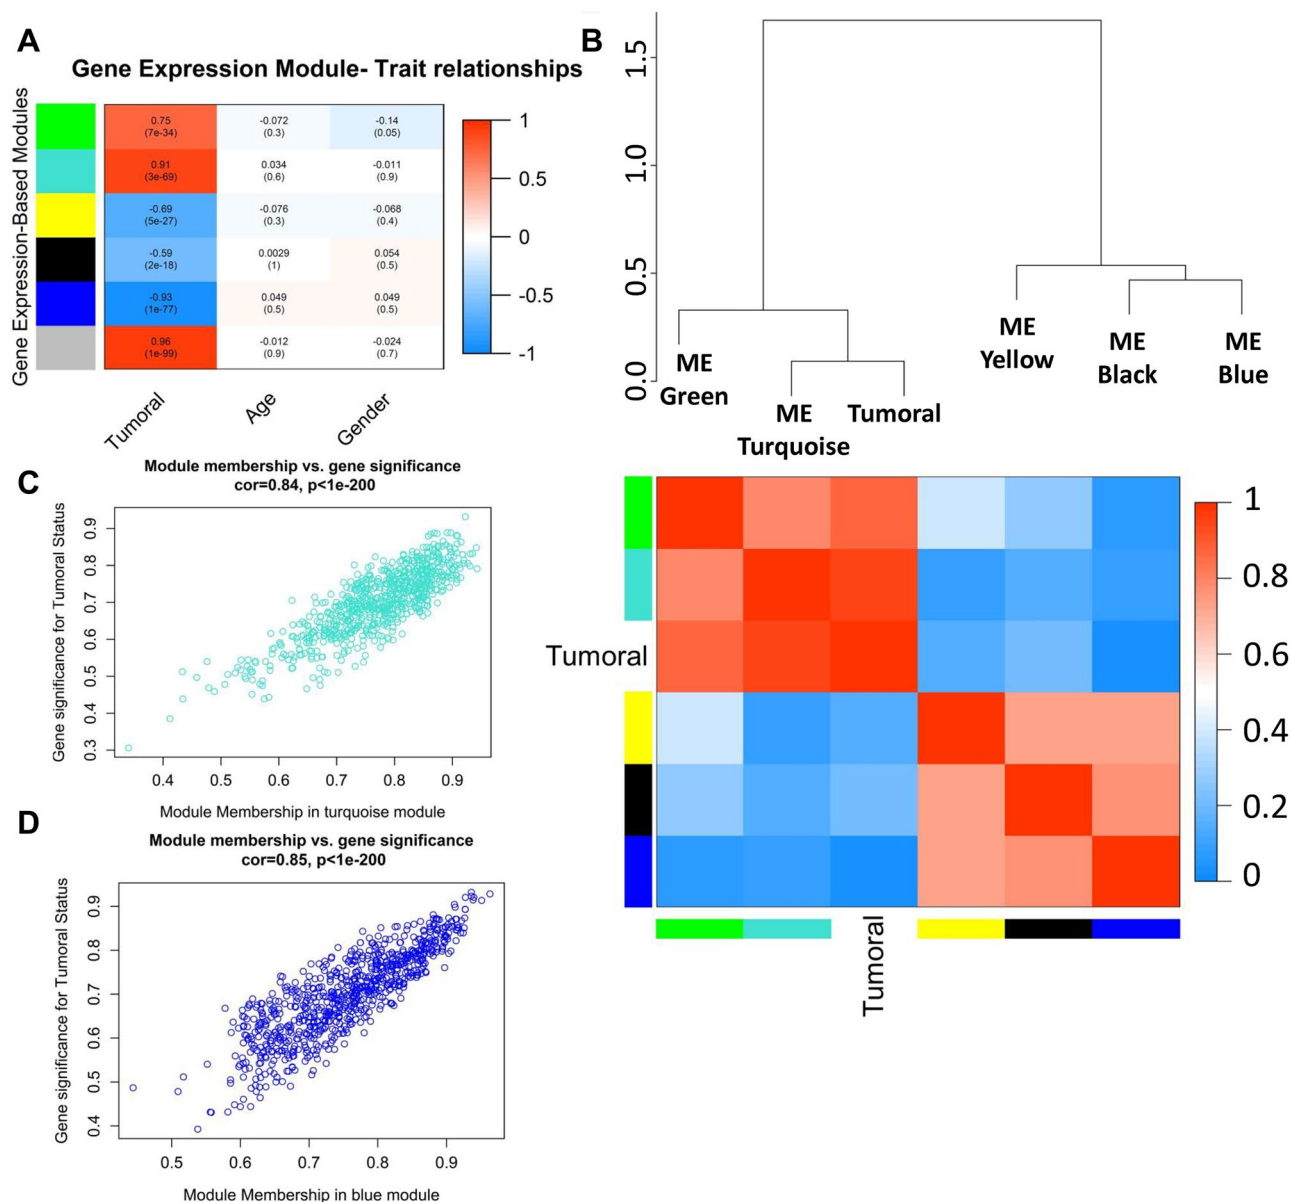 A
Gene Expression Module- Trait relationships
Gene Expression-Based Modules
0.75
(7e-34)
-0.072
(0.3)
-0.14
(0.05)
0.91
(3e-69)
0.034
(0.6)
-0.011
(0.9)
-0.69
(5e-27)
-0.076
(0.3)
-0.068
(0.4)
-0.59
(2e-18)
0.0029
(1)
0.054
(0.5)
-0.93
(1e-77)
0.049
(0.5)
0.049
(0.5)
0.96
(1e-99)
-0.012
(0.9)
-0.024
(0.7)
1
0.5
0
-0.5
-1
Tumoral
Age
Gender
B
1.5
1.0
0.5
0.0
ME
Green
ME
Turquoise
Tumoral
ME
Yellow
ME
Black
ME
Blue
Tumoral
Tumoral
1
0.8
0.6
0.4
0.2
0
C
Module membership vs. gene significance
cor=0.84, p<1e-200
Gene significance for Tumoral Status
0.9
0.8
0.7
0.6
0.5
0.4
0.3
0.4
0.5
0.6
0.7
0.8
0.9
Module Membership in turquoise module
D
Module membership vs. gene significance
cor=0.85, p<1e-200
Gene significance for Tumoral Status
0.9
0.8
0.7
0.6
0.5
0.4
0.5
0.6
0.7
0.8
0.9
Module Membership in blue module